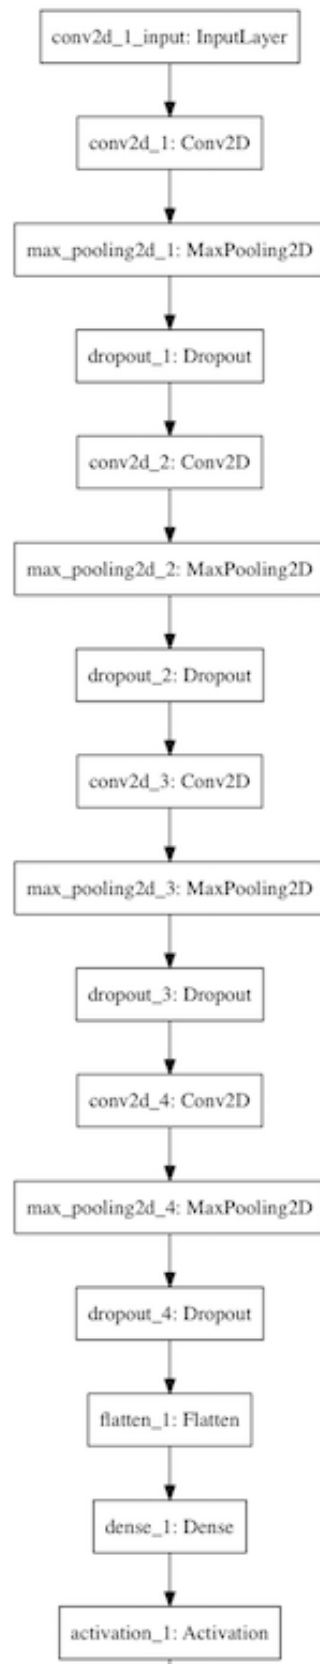 conv2d_1_input: InputLayer
conv2d_1: Conv2D
max_pooling2d_1: MaxPooling2D
dropout_1: Dropout
conv2d_2: Conv2D
max_pooling2d_2: MaxPooling2D
dropout_2: Dropout
conv2d_3: Conv2D
max_pooling2d_3: MaxPooling2D
dropout_3: Dropout
conv2d_4: Conv2D
max_pooling2d_4: MaxPooling2D
dropout_4: Dropout
flatten_1: Flatten
dense_1: Dense
activation_1: Activation